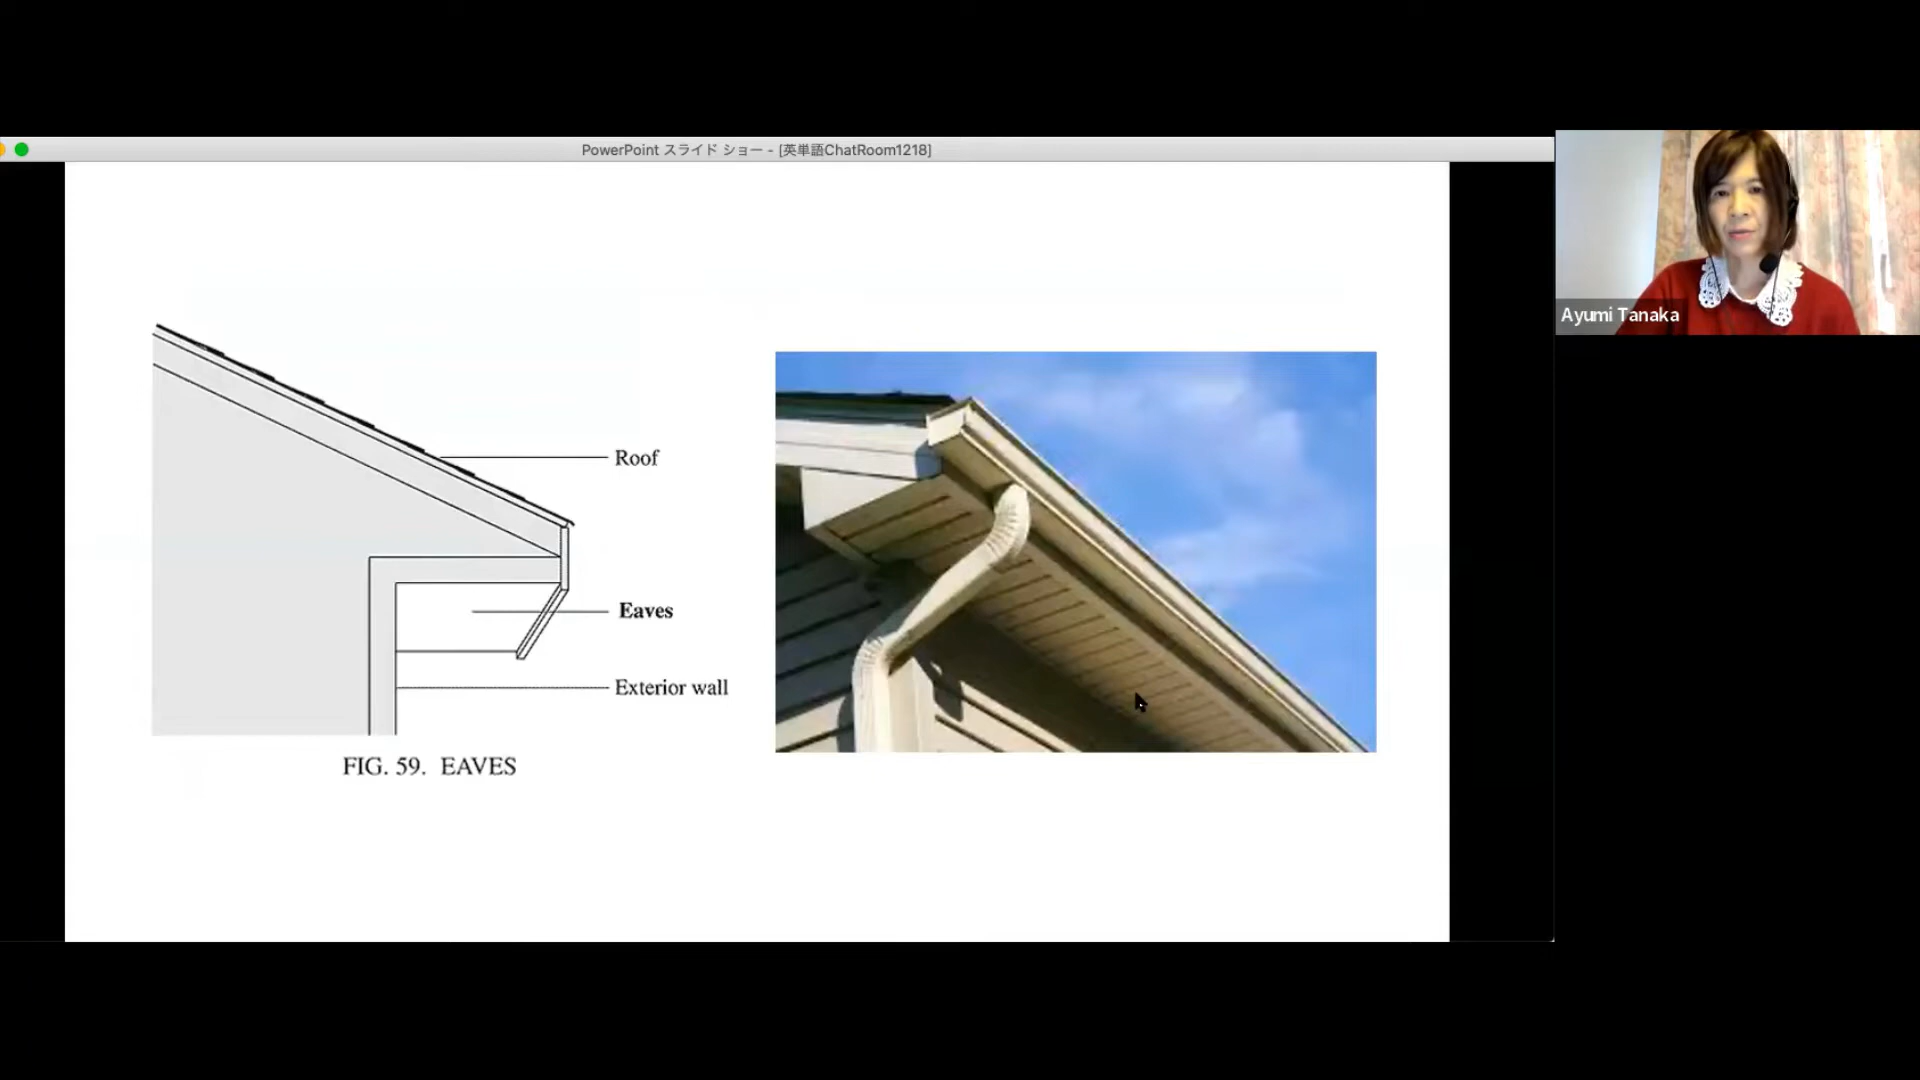 PowerPoint スライド ショー - [英単語ChatRoom1218]
Ayumi Tanaka
Roof
Eaves
Exterior wall
FIG. 59. EAVES